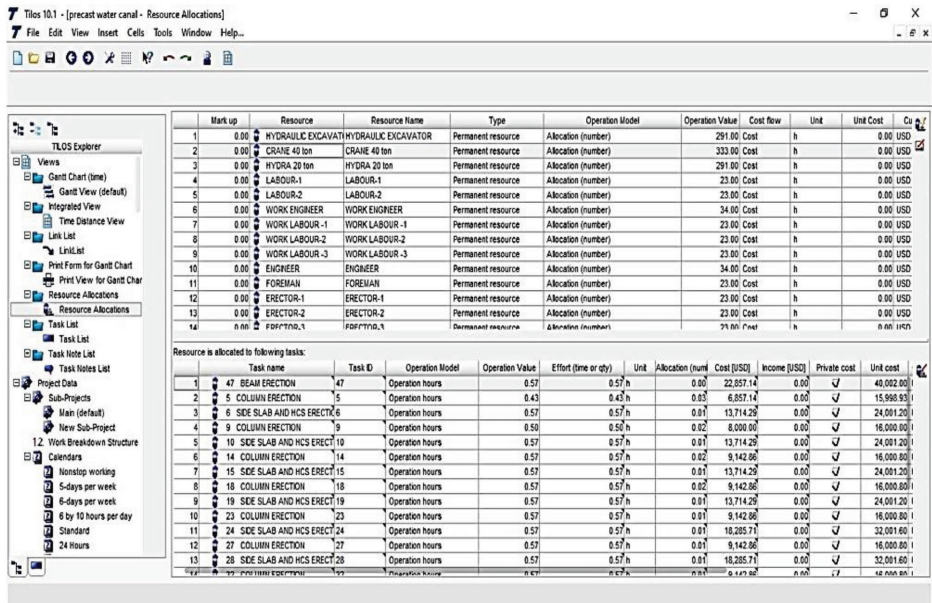 Tilos 10.1 - [precast water canal - Resource Allocations]
File Edit View Insert Cells Tools Window Help...
TILOS Explorer
Views
Gantt Chart (time)
Gantt View (default)
Integrated View
Time Distance View
Link List
LinkList
Print Form for Gantt Chart
Print View for Gantt Char
Resource Allocations
Resource Allocations
Task List
Task List
Task Note List
Task Notes List
Project Data
Sub-Projects
Main (default)
New Sub-Project
Work Breakdown Structure
Calendars
Nonstop working
5-days per week
6-days per week
6 by 10 hours per day
Standard
24 Hours
Mark up Resource Resource Name Type Operation Model Operation Value Cost flow Unit Unit Cost Cu
1 0.00 HYDRAULIC EXCAVAT HYDRAULIC EXCAVATOR Permanent resource Allocation (number) 291.00 Cost h 0.00 USD
2 0.00 CRANE 40 ton CRANE 40 ton Permanent resource Allocation (number) 333.00 Cost h 0.00 USD
3 0.00 HYDRA 20 ton HYDRA 20 ton Permanent resource Allocation (number) 291.00 Cost h 0.00 USD
4 0.00 LABOUR-1 LABOUR-1 Permanent resource Allocation (number) 23.00 Cost h 0.00 USD
5 0.00 LABOUR-2 LABOUR-2 Permanent resource Allocation (number) 23.00 Cost h 0.00 USD
6 0.00 WORK ENGINEER WORK ENGINEER Permanent resource Allocation (number) 34.00 Cost h 0.00 USD
7 0.00 WORK LABOUR -1 WORK LABOUR -1 Permanent resource Allocation (number) 23.00 Cost h 0.00 USD
8 0.00 WORK LABOUR -2 WORK LABOUR -2 Permanent resource Allocation (number) 23.00 Cost h 0.00 USD
9 0.00 WORK LABOUR -3 WORK LABOUR -3 Permanent resource Allocation (number) 23.00 Cost h 0.00 USD
10 0.00 ENGINEER ENGINEER Permanent resource Allocation (number) 34.00 Cost h 0.00 USD
11 0.00 FOREMAN FOREMAN Permanent resource Allocation (number) 23.00 Cost h 0.00 USD
12 0.00 ERECTOR-1 ERECTOR-1 Permanent resource Allocation (number) 23.00 Cost h 0.00 USD
13 0.00 ERECTOR-2 ERECTOR-2 Permanent resource Allocation (number) 23.00 Cost h 0.00 USD
14 0.00 ERECTOR-3 ERECTOR-3 Permanent resource Allocation (number) 23.00 Cost h 0.00 USD
Resource is allocated to following tasks:
Task name Task ID Operation Model Operation Value Effort (time or qty) Unit Allocation (num Cost [USD] Income [USD] Private cost Unit cost
1 47 BEAM ERECTION 47 Operation hours 0.57 0.57 h 0.00 22,857.14 0.00 40,002.00
2 5 COLUMN ERECTION 5 Operation hours 0.43 0.43 h 0.03 6,857.14 0.00 15,998.93
3 6 SIDE SLAB AND HCS ERECTIC 6 Operation hours 0.57 0.57 h 0.01 13,714.29 0.00 24,001.20
4 9 COLUMN ERECTION 9 Operation hours 0.50 0.50 h 0.02 8,000.00 0.00 16,000.00
5 10 SIDE SLAB AND HCS ERECT 10 Operation hours 0.57 0.57 h 0.01 13,714.29 0.00 24,001.20
6 14 COLUMN ERECTION 14 Operation hours 0.57 0.57 h 0.02 9,142.86 0.00 16,000.80
7 15 SIDE SLAB AND HCS ERECT 15 Operation hours 0.57 0.57 h 0.01 13,714.29 0.00 24,001.20
8 18 COLUMN ERECTION 18 Operation hours 0.57 0.57 h 0.02 9,142.86 0.00 16,000.80
9 19 SIDE SLAB AND HCS ERECT 19 Operation hours 0.57 0.57 h 0.01 13,714.29 0.00 24,001.20
10 23 COLUMN ERECTION 23 Operation hours 0.57 0.57 h 0.01 9,142.86 0.00 16,000.80
11 24 SIDE SLAB AND HCS ERECT 24 Operation hours 0.57 0.57 h 0.01 18,285.71 0.00 32,001.60
12 27 COLUMN ERECTION 27 Operation hours 0.57 0.57 h 0.01 9,142.86 0.00 16,000.80
13 28 SIDE SLAB AND HCS ERECT 28 Operation hours 0.57 0.57 h 0.01 18,285.71 0.00 32,001.60